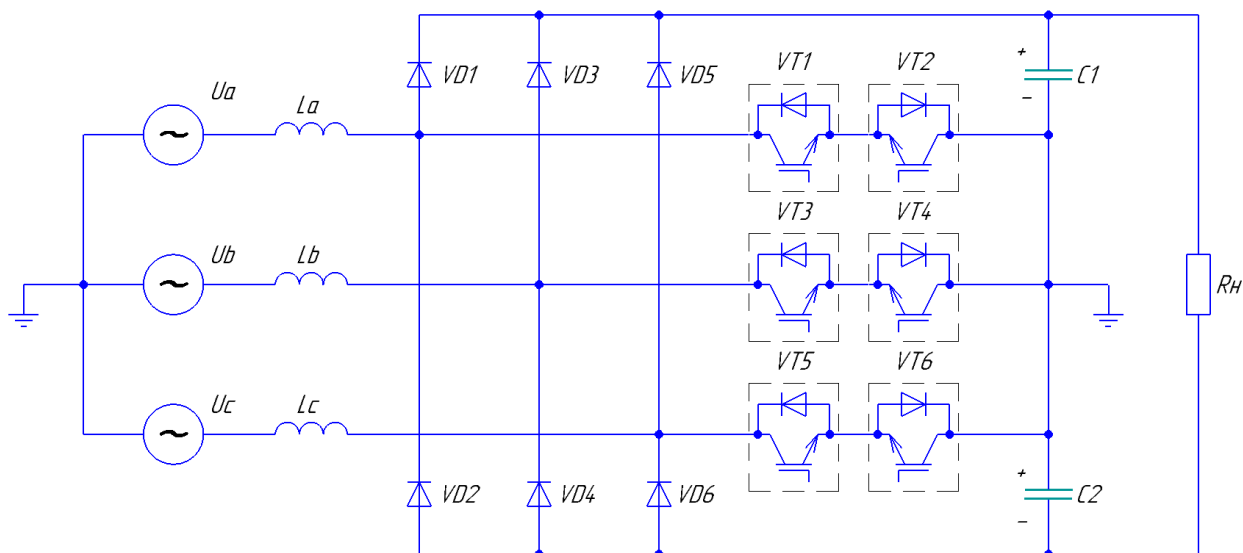 VD1
VD3
VD5
VT1
VT2
+
-
C1
Ua
La
VT3
VT4
Ub
Lb
Rн
VT5
VT6
Uc
Lc
VD2
VD4
VD6
+
-
C2